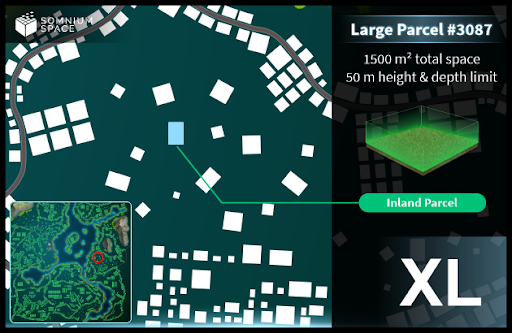 SOMNIUM
SPACE
Large Parcel #3087
1500 m² total space
50 m height & depth limit
Inland Parcel
XL